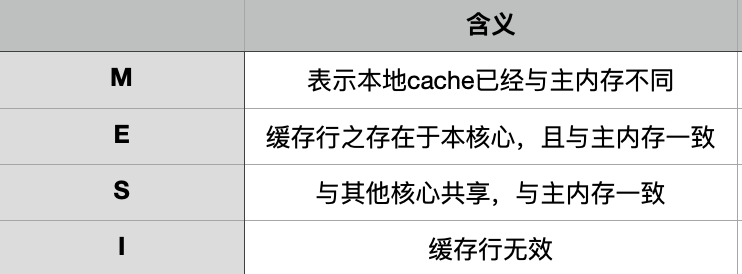 含义
M
表示本地cache已经与主内存不同
E
缓存行之存在于本核心，且与主内存一致
S
与其他核心共享，与主内存一致
I
缓存行无效